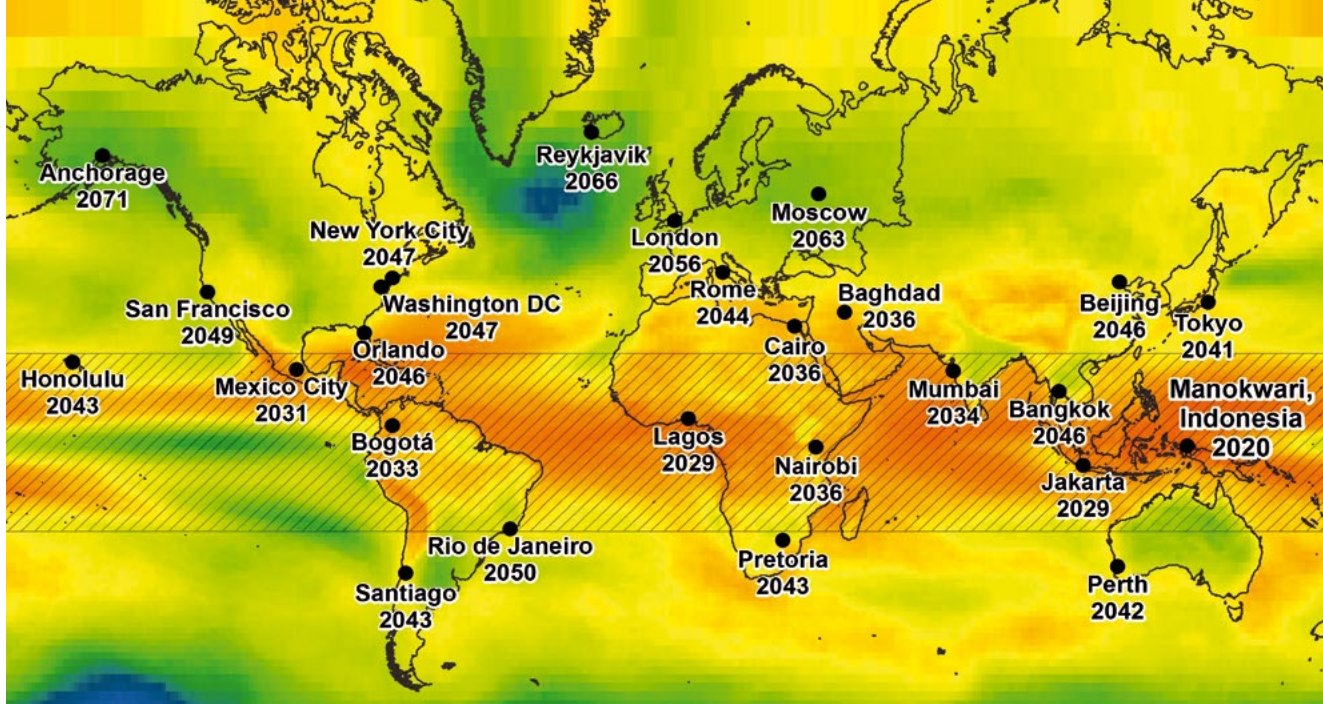 Anchorage
2071
Reykjavik
2066
Moscow
2063
New York City
2047
London
2056
San Francisco
2049
Washington DC
2047
Rome
2044
Baghdad
2036
Beijing
2046
Tokyo
2041
Orlando
2046
Cairo
2036
Honolulu
2043
Mexico City
2031
Mumbai
2034
Bangkok
2046
Manokwari,
Indonesia
2020
Bogotá
2033
Lagos
2029
Nairobi
2036
Jakarta
2029
Rio de Janeiro
2050
Pretoria
2043
Santiago
2043
Perth
2042